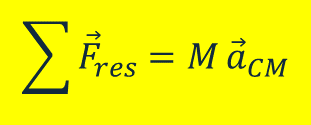 ∑ F⃗_res = M a⃗_CM